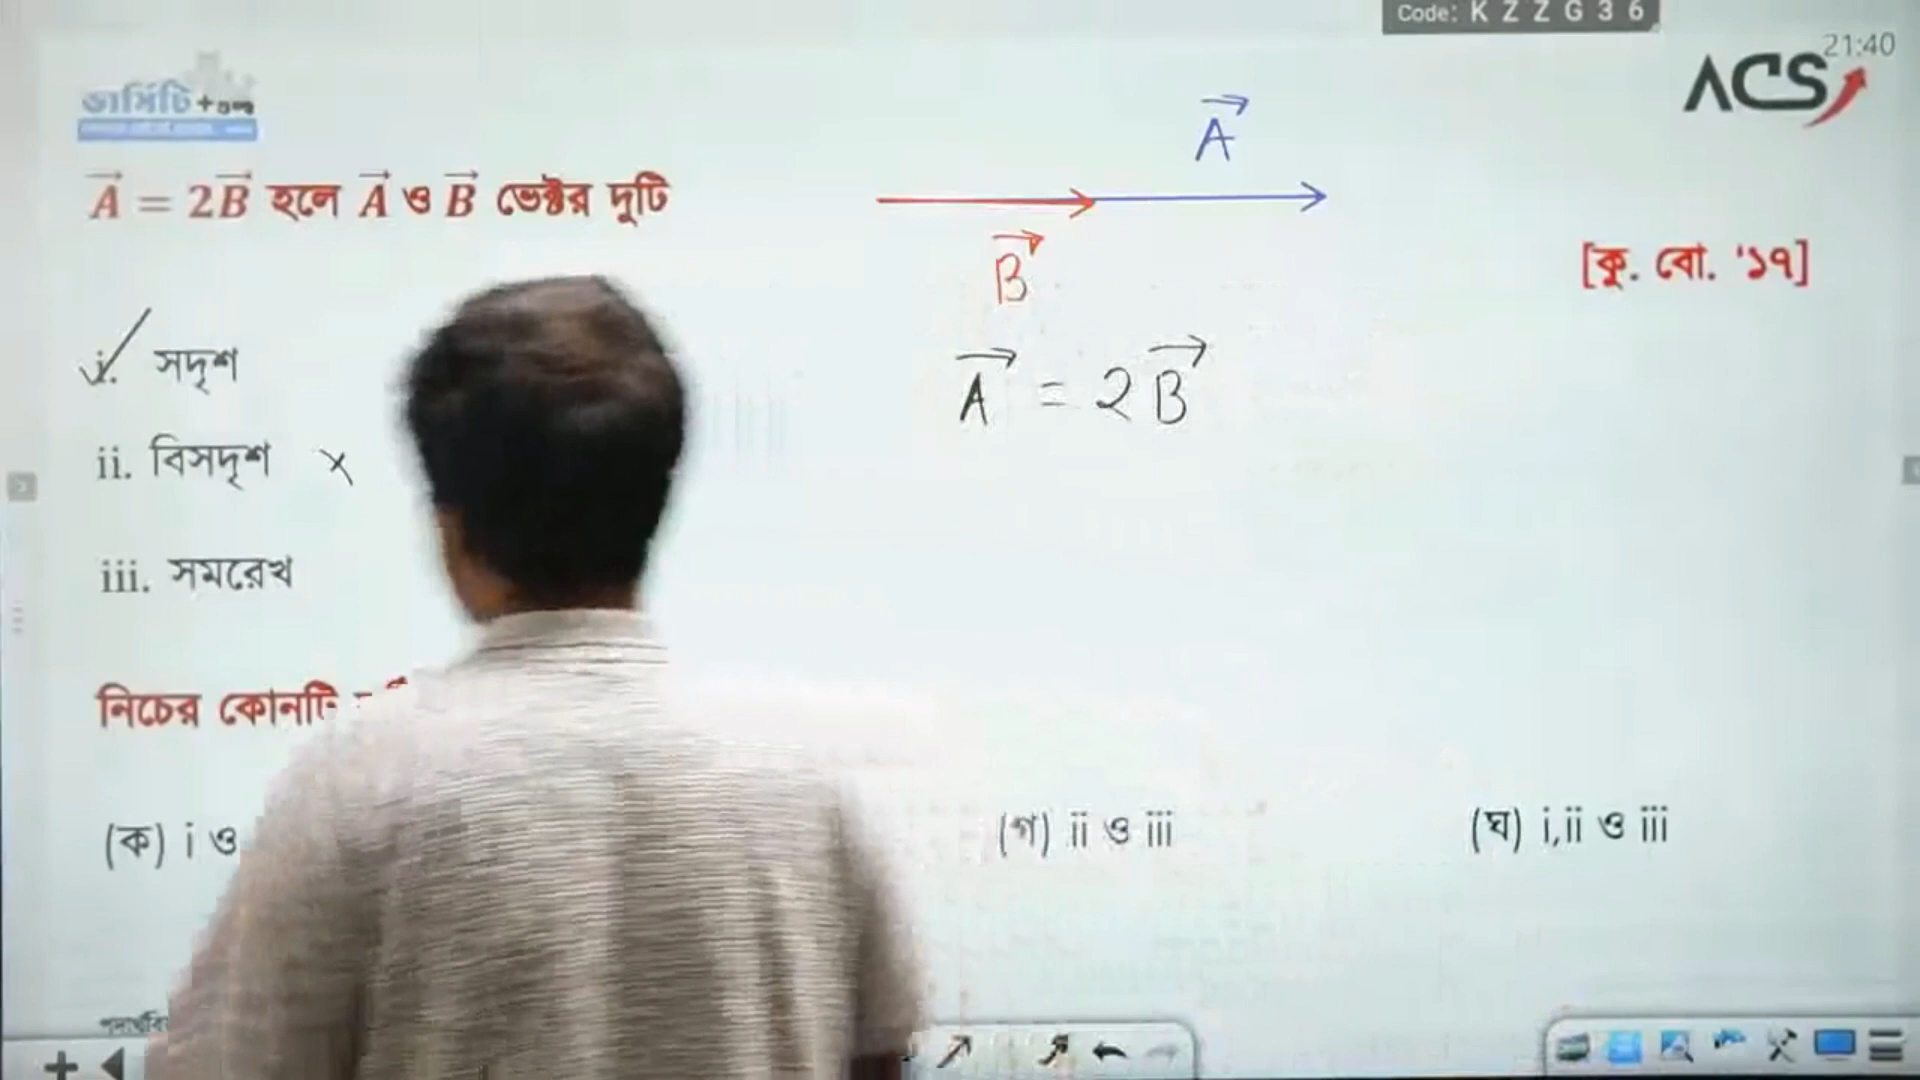 Code: K Z Z G 3 6
21:40
ACS
ভার্সিটি +
A⃗ = 2B⃗ হলে A⃗ ও B⃗ ভেক্টর দুটি
A⃗
B⃗
[কু. বো. '১৭]
i. সদৃশ
A⃗ = 2B⃗
ii. বিসদৃশ x
iii. সমরেখ
নিচের কোনটি
(ক) i ও
(গ) ii ও iii
(ঘ) i,ii ও iii